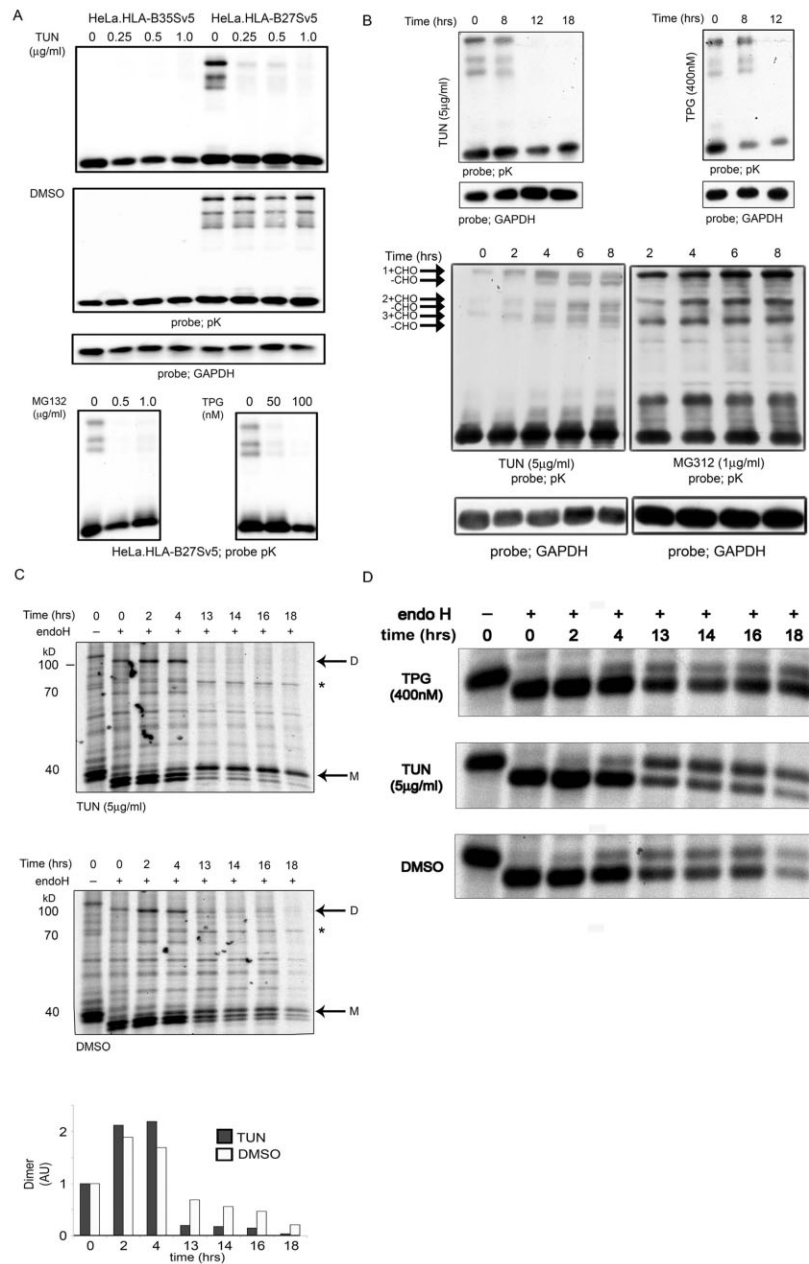 A
HeLa.HLA-B35Sv5 HeLa.HLA-B27Sv5
TUN (μg/ml) 0 0.25 0.5 1.0 0 0.25 0.5 1.0
DMSO
probe; pK
probe; GAPDH
MG132 (μg/ml) 0 0.5 1.0
TPG (nM) 0 50 100
HeLa.HLA-B27Sv5; probe pK
B
Time (hrs) 0 8 12 18
TUN (5μg/ml)
probe; pK
probe; GAPDH
Time (hrs) 0 8 12
TPG (400nM)
probe; pK
probe; GAPDH
Time (hrs) 0 2 4 6 8 2 4 6 8
1+CHO
-CHO
2+CHO
-CHO
3+CHO
-CHO
TUN (5μg/ml)
probe; pK
MG312 (1μg/ml)
probe; pK
probe; GAPDH
probe; GAPDH
C
Time (hrs) 0 0 2 4 13 14 16 18
endoH – + + + + + + +
kD
100
70
40
D
*
M
TUN (5μg/ml)
Time (hrs) 0 0 2 4 13 14 16 18
endoH – + + + + + + +
kD
100
70
40
D
*
M
DMSO
Dimer (AU)
2
1
0
TUN
DMSO
0 2 4 13 14 16 18
time (hrs)
D
endo H – + + + + + + +
time (hrs) 0 0 2 4 13 14 16 18
TPG (400nM)
TUN (5μg/ml)
DMSO